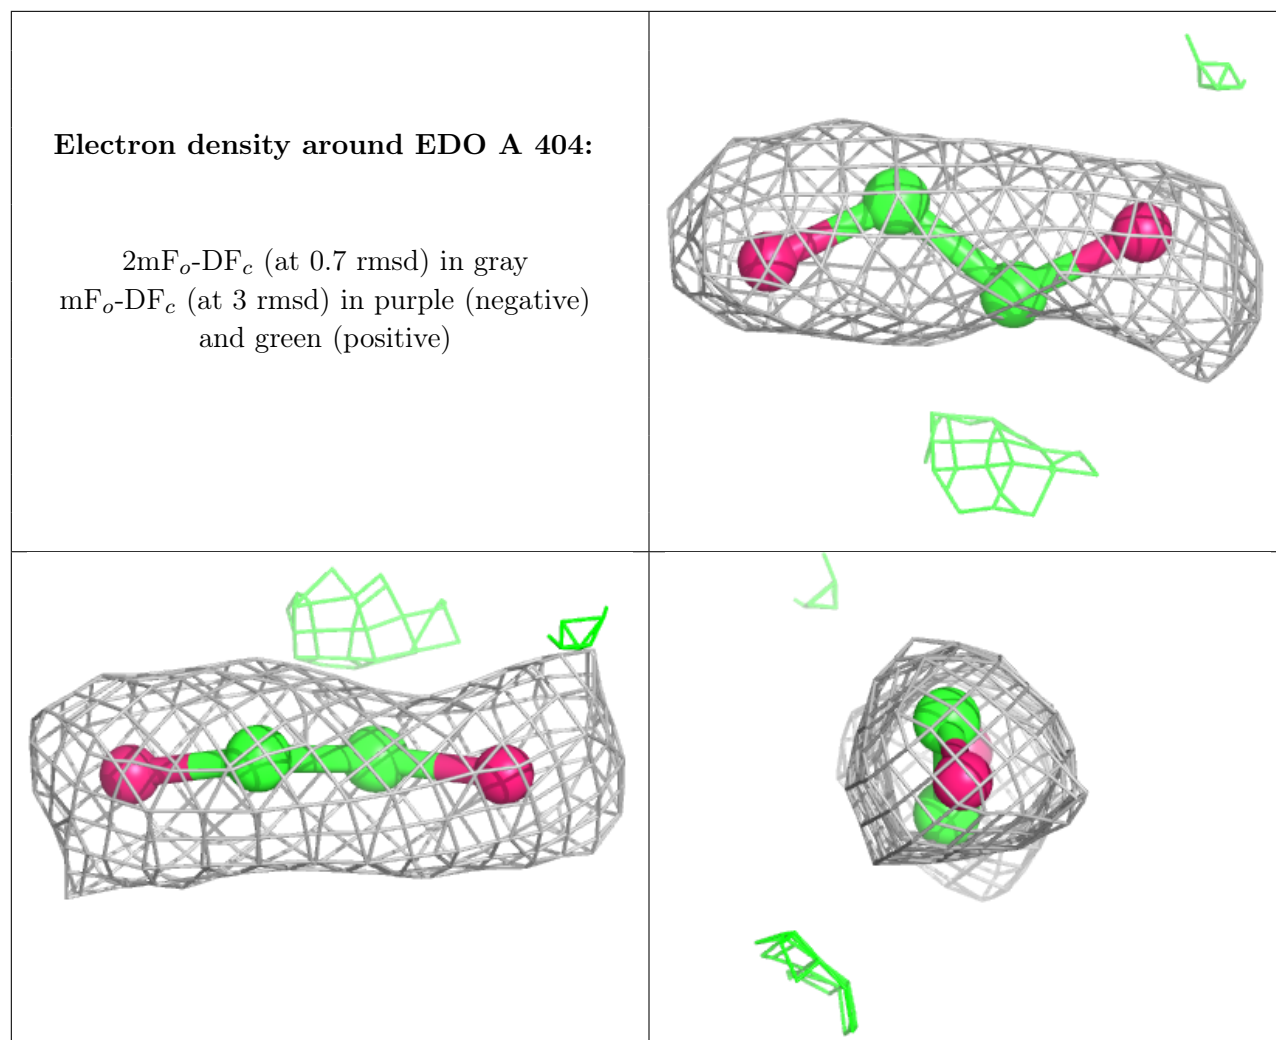 Electron density around EDO A 404:
2mFₒ-DF𝒸 (at 0.7 rmsd) in gray
mFₒ-DF𝒸 (at 3 rmsd) in purple (negative)
and green (positive)